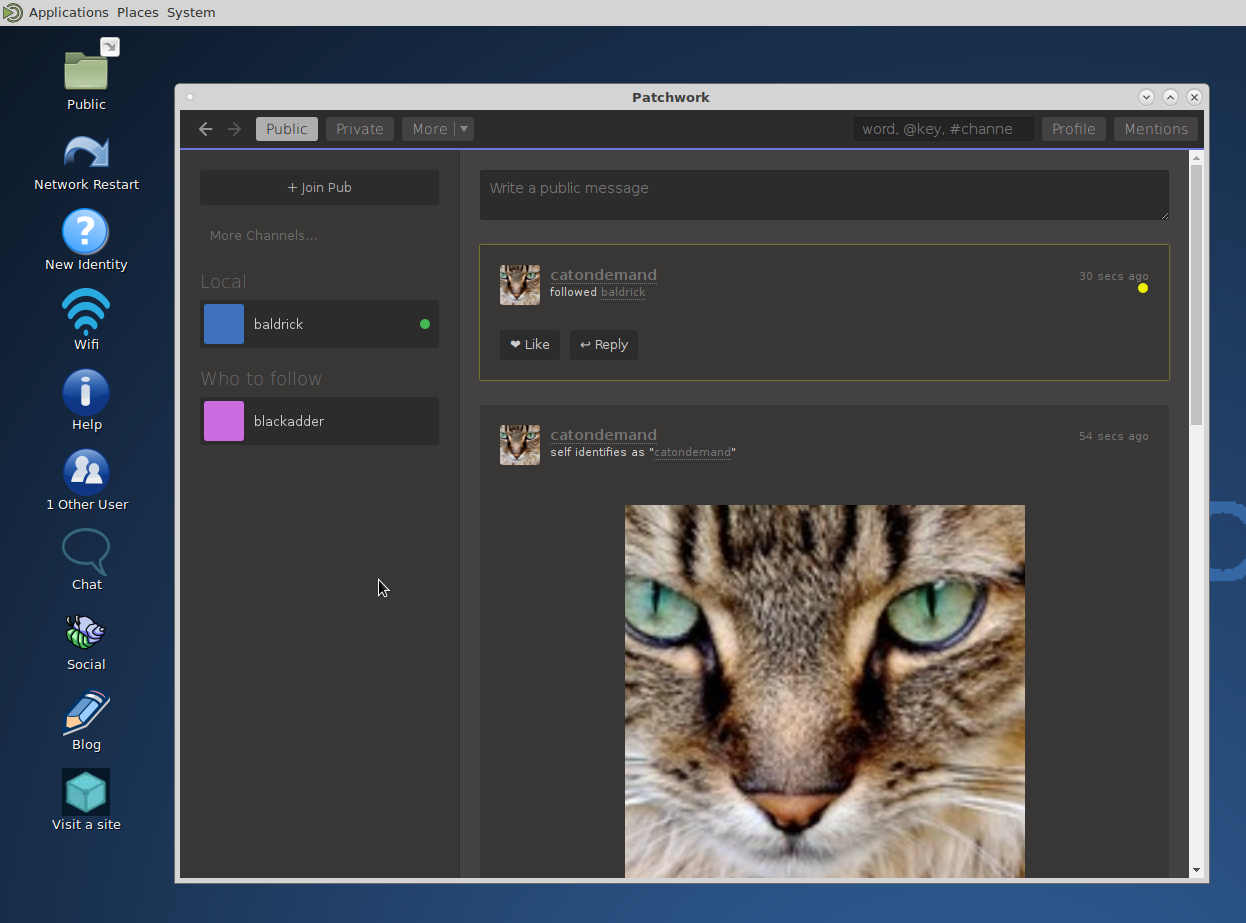 Applications Places System
Public
Network Restart
New Identity
Wifi
Help
1 Other User
Chat
Social
Blog
Visit a site
Patchwork
Public Private More word, @key, #channe Profile Mentions
+ Join Pub
More Channels...
Local
baldrick
Who to follow
blackadder
Write a public message
catondemand 30 secs ago
followed baldrick
❤ Like ↩ Reply
catondemand 54 secs ago
self identifies as "catondemand"